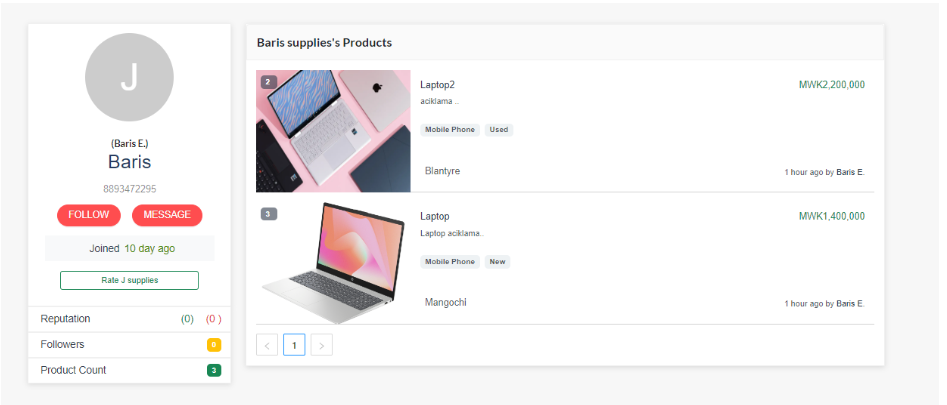 J
(Baris E.)
Baris
8893472295
FOLLOW MESSAGE
Joined 10 day ago
Rate J supplies
Reputation (0) (0 )
Followers 0
Product Count 3
Baris supplies's Products
2
Laptop2 MWK2,200,000
aciklama ..
Mobile Phone Used
Blantyre 1 hour ago by Baris E.
3
Laptop MWK1,400,000
Laptop aciklama..
Mobile Phone New
Mangochi 1 hour ago by Baris E.
< 1 >